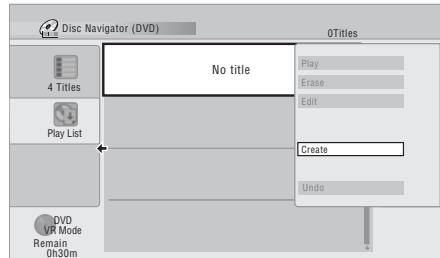 Disc Navigator (DVD)
0Titles
4 Titles
Play List
No title
Play
Erase
Edit
Create
Undo
DVD
VR Mode
Remain
0h30m